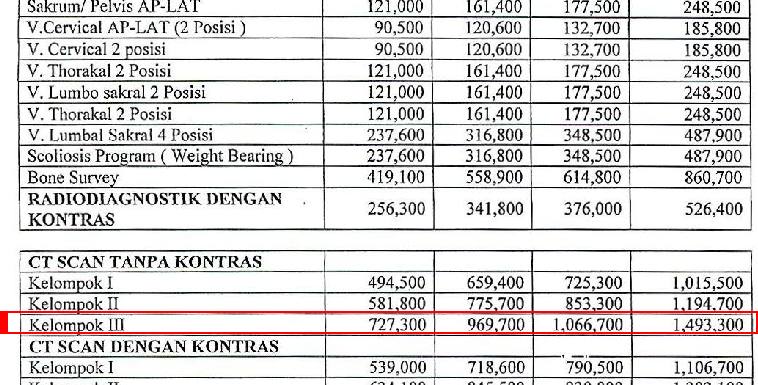 Sakrum/ Pelvis AP-LAT 121,000 161,400 177,500 248,500
V.Cervical AP-LAT (2 Posisi ) 90,500 120,600 132,700 185,800
V. Cervical 2 posisi 90,500 120,600 132,700 185,800
V. Thorakal 2 Posisi 121,000 161,400 177,500 248,500
V. Lumbo sakral 2 Posisi 121,000 161,400 177,500 248,500
V. Thorakal 2 Posisi 121,000 161,400 177,500 248,500
V. Lumbal Sakral 4 Posisi 237,600 316,800 348,500 487,900
Scoliosis Program ( Weight Bearing ) 237,600 316,800 348,500 487,900
Bone Survey 419,100 558,900 614,800 860,700
RADIODIAGNOSTIK DENGAN
KONTRAS 256,300 341,800 376,000 526,400
CT SCAN TANPA KONTRAS
Kelompok I 494,500 659,400 725,300 1,015,500
Kelompok II 581,800 775,700 853,300 1,194,700
Kelompok III 727,300 969,700 1,066,700 1,493,300
CT SCAN DENGAN KONTRAS
Kelompok I 539,000 718,600 790,500 1,106,700